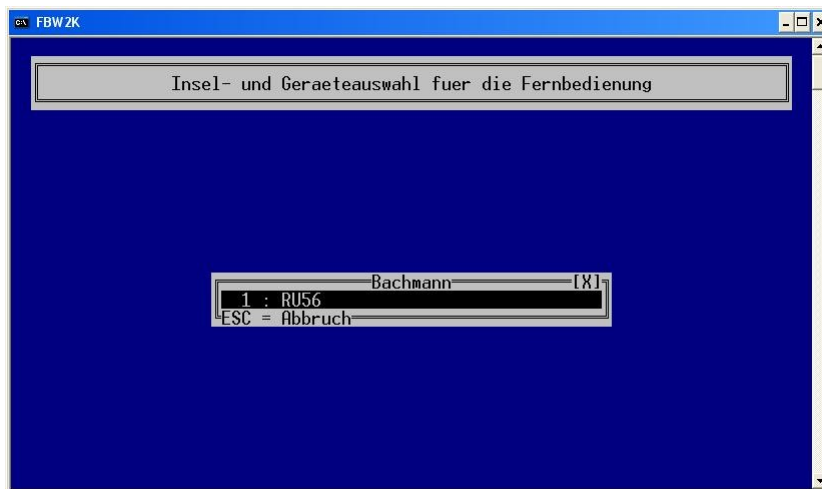 FBW2K
Insel- und Geraeteauswahl fuer die Fernbedienung
Bachmann [X]
1 : RU56
ESC = Abbruch